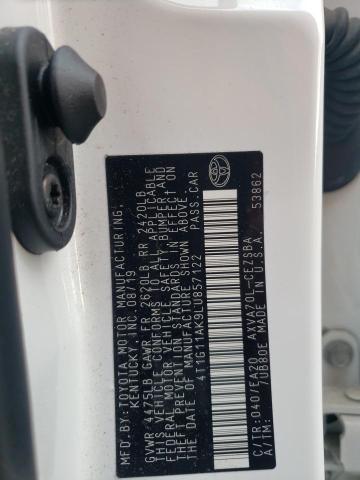 MFD.BY:TOYOTA MOTOR MANUFACTURING,
KENTUCKY, INC. 08/19
GVWR 4475LB GAWR FR 2620LB RR 2420LB
THIS VEHICLE CONFORMS TO ALL APPLICABLE
FEDERAL MOTOR VEHICLE SAFETY,BUMPER AND
THEFT PREVENTION STANDARDS IN EFFECT ON
THE DATE OF MANUFACTURE SHOWN ABOVE.
4T1G11AK9LU857122 PASS.CAR
53862
C/TR:040/FA20 AXVA70L-CEZSBA
A/TM: /UB80E MADE IN U.S.A.